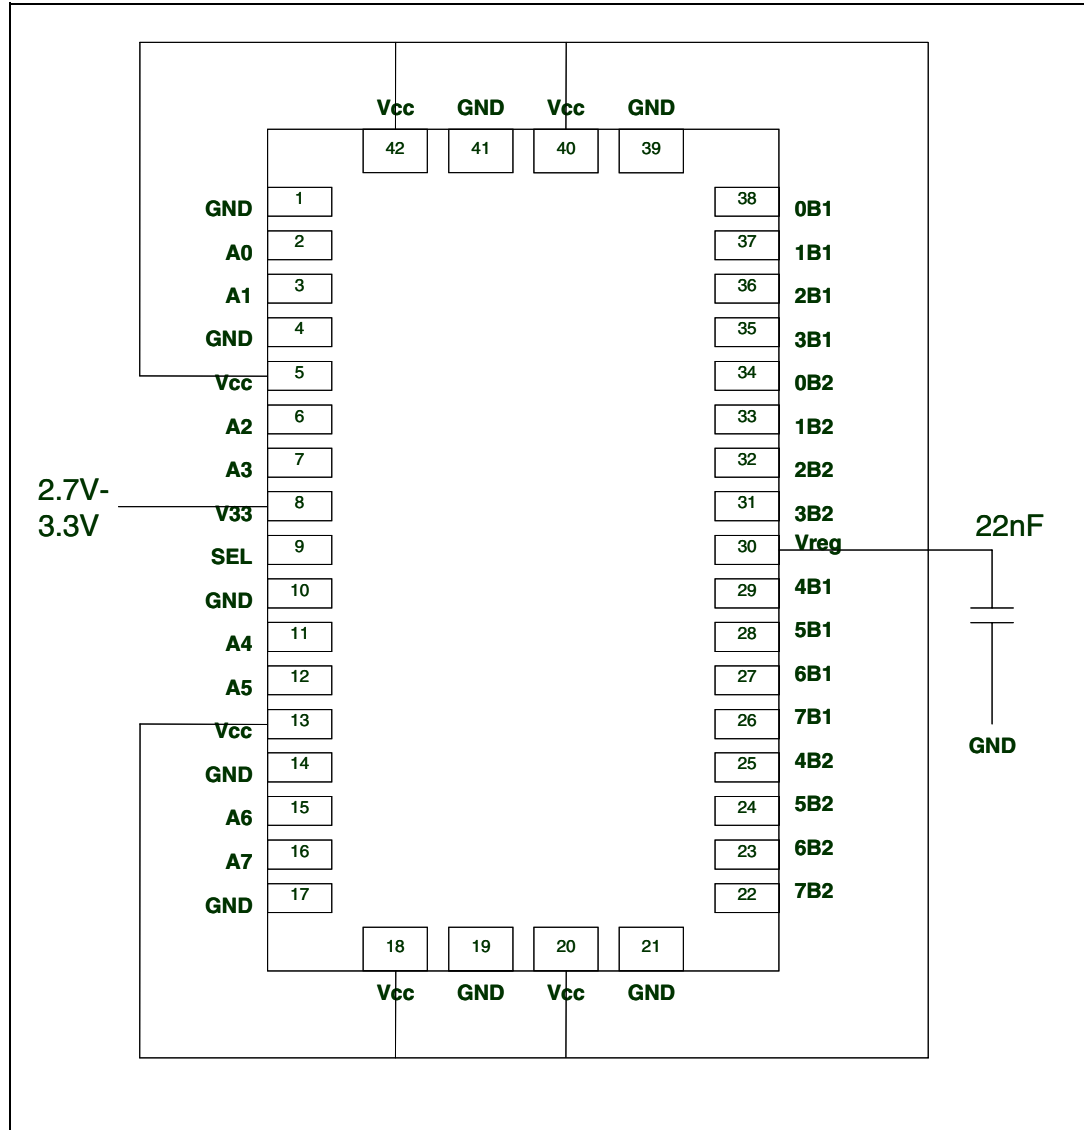 Vcc GND Vcc GND
42 41 40 39
GND 1 38 0B1
A0 2 37 1B1
A1 3 36 2B1
GND 4 35 3B1
Vcc 5 34 0B2
A2 6 33 1B2
A3 7 32 2B2
2.7V-
3.3V
V33 8 31 3B2
SEL 9 30 Vreg
22nF
GND 10 29 4B1
A4 11 28 5B1
A5 12 27 6B1
Vcc 13 26 7B1
GND
GND 14 25 4B2
A6 15 24 5B2
A7 16 23 6B2
GND 17 22 7B2
18 19 20 21
Vcc GND Vcc GND